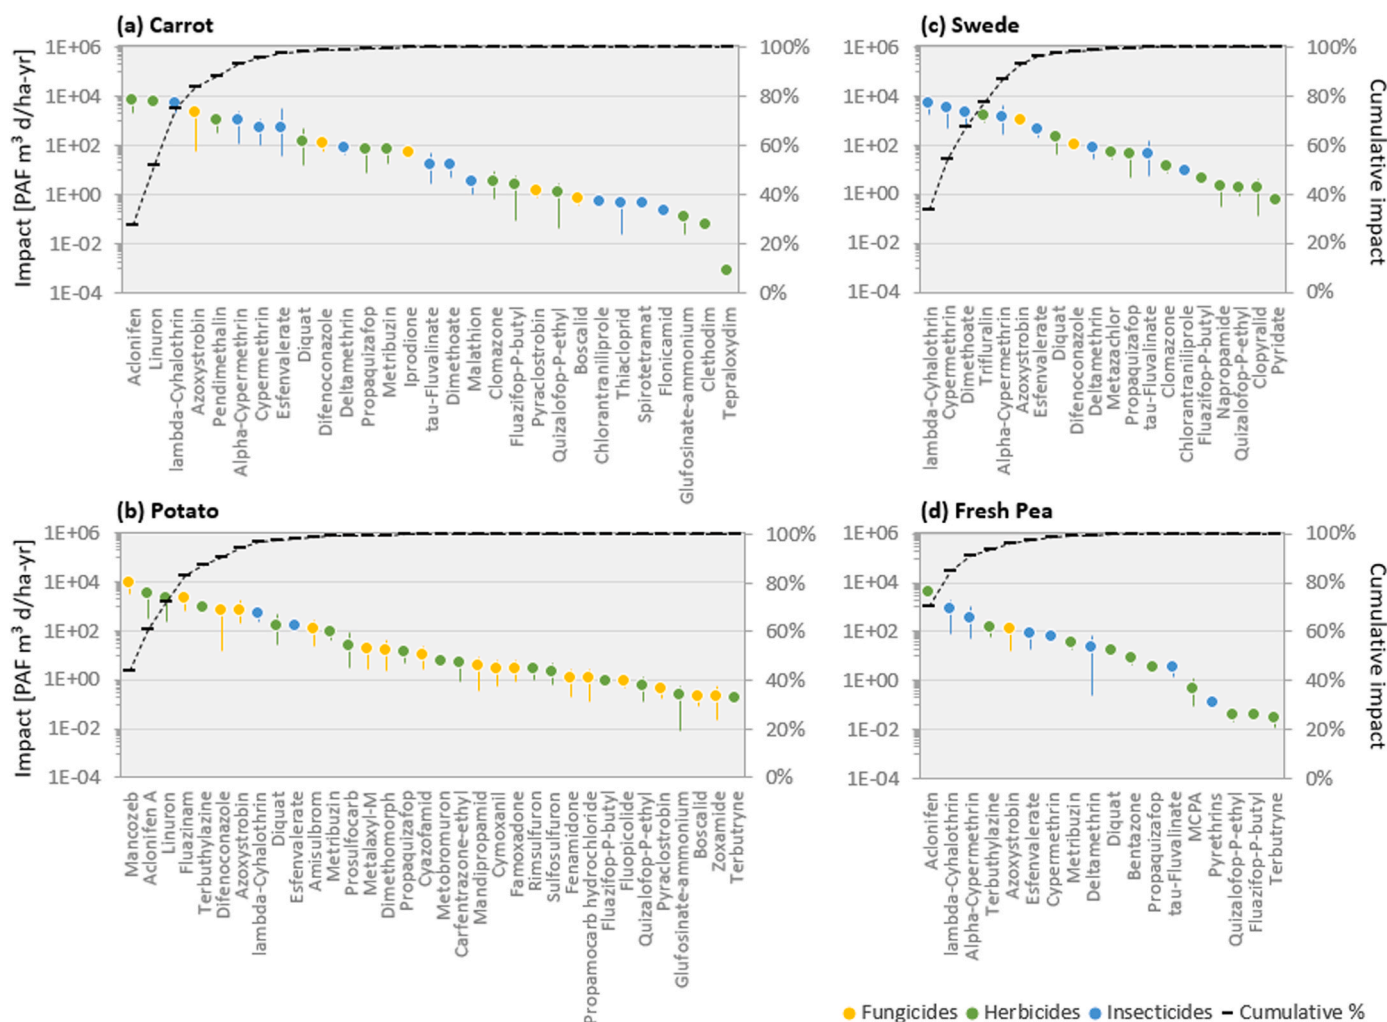 (a) Carrot
Impact [PAF m³ d/ha-yr)
1E+06
1E+04
1E+02
1E+00
1E-02
1E-04
100%
80%
60%
40%
20%
0%
Aclonifen
Linuron
lambda-Cyhalothrin
Azoxystrobin
Pendimethalin
Alpha-Cypermethrin
Cypermethrin
Esfenvalerate
Diquat
Difenoconazole
Deltamethrin
Propaquizafop
Metribuzin
Iprodione
tau-Fluvalinate
Dimethoate
Malathion
Clomazone
Fluazifop-P-butyl
Pyraclostrobin
Quizalofop-P-ethyl
Boscalid
Chlorantraniliprole
Thiacloprid
Spirotetramat
Flonicamid
Glufosinate-ammonium
Clethodim
Tepraloxydim
(c) Swede
1E+06
1E+04
1E+02
1E+00
1E-02
1E-04
100%
80%
60%
40%
20%
0%
Cumulative impact
lambda-Cyhalothrin
Cypermethrin
Dimethoate
Trifluralin
Alpha-Cypermethrin
Azoxystrobin
Esfenvalerate
Diquat
Difenoconazole
Deltamethrin
Metazachlor
Propaquizafop
tau-Fluvalinate
Clomazone
Chlorantraniliprole
Fluazifop-P-butyl
Napropamide
Quizalofop-P-ethyl
Clopyralid
Pyridate
(b) Potato
Impact [PAF m³ d/ha-yr]
1E+06
1E+04
1E+02
1E+00
1E-02
1E-04
100%
80%
60%
40%
20%
0%
Mancozeb
Aclonifen A
Linuron
Fluazinam
Terbuthylazine
Difenoconazole
Azoxystrobin
lambda-Cyhalothrin
Diquat
Esfenvalerate
Amisulbrom
Metribuzin
Prosulfocarb
Metalaxyl-M
Dimethomorph
Propaquizafop
Cyazofamid
Metobromuron
Carfentrazone-ethyl
Mandipropamid
Cymoxanil
Famoxadone
Rimsulfuron
Sulfosulfuron
Fenamidone
Propamocarb hydrochloride
Fluazifop-P-butyl
Fluopicolide
Quizalofop-P-ethyl
Pyraclostrobin
Glufosinate-ammonium
Boscalid
Zoxamide
Terbutryne
(d) Fresh Pea
1E+06
1E+04
1E+02
1E+00
1E-02
1E-04
100%
80%
60%
40%
20%
0%
Cumulative impact
Aclonifen
lambda-Cyhalothrin
Alpha-Cypermethrin
Terbuthylazine
Azoxystrobin
Esfenvalerate
Cypermethrin
Metribuzin
Deltamethrin
Diquat
Bentazone
Propaquizafop
tau-Fluvalinate
MCPA
Pyrethrins
Quizalofop-P-ethyl
Fluazifop-P-butyl
Terbutryne
Fungicides Herbicides Insecticides Cumulative %